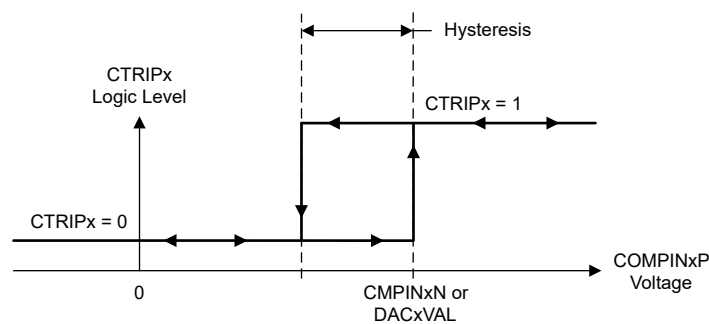 Hysteresis
CTRIPx
Logic Level
CTRIPx = 1
CTRIPx = 0
COMPINxP
Voltage
0
CMPINxN or
DACxVAL